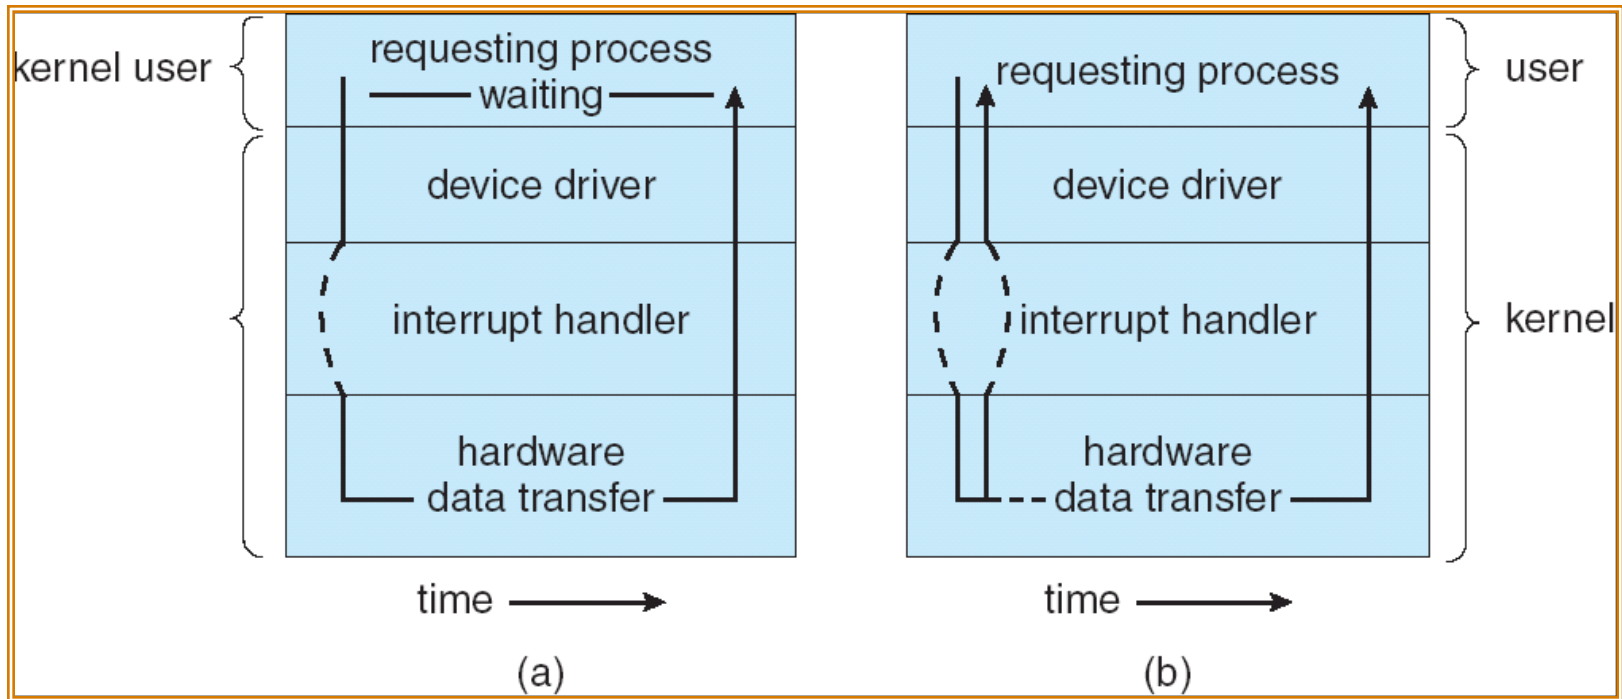 kernel user
requesting process
waiting
device driver
interrupt handler
hardware
data transfer
time
(a)
requesting process
user
device driver
interrupt handler
kernel
hardware
data transfer
time
(b)